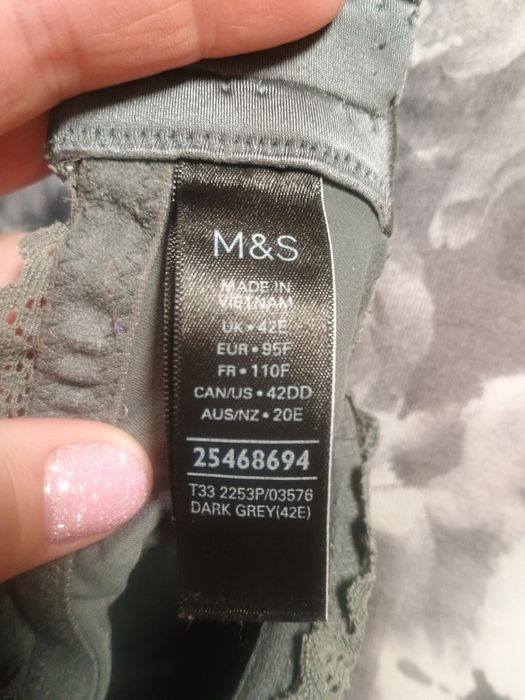 M&S
MADE IN
VIETNAM
UK • 42E
EUR • 95F
FR • 110F
CAN/US • 42DD
AUS/NZ • 20E
25468694
T33 2253P/03576
DARK GREY(42E)